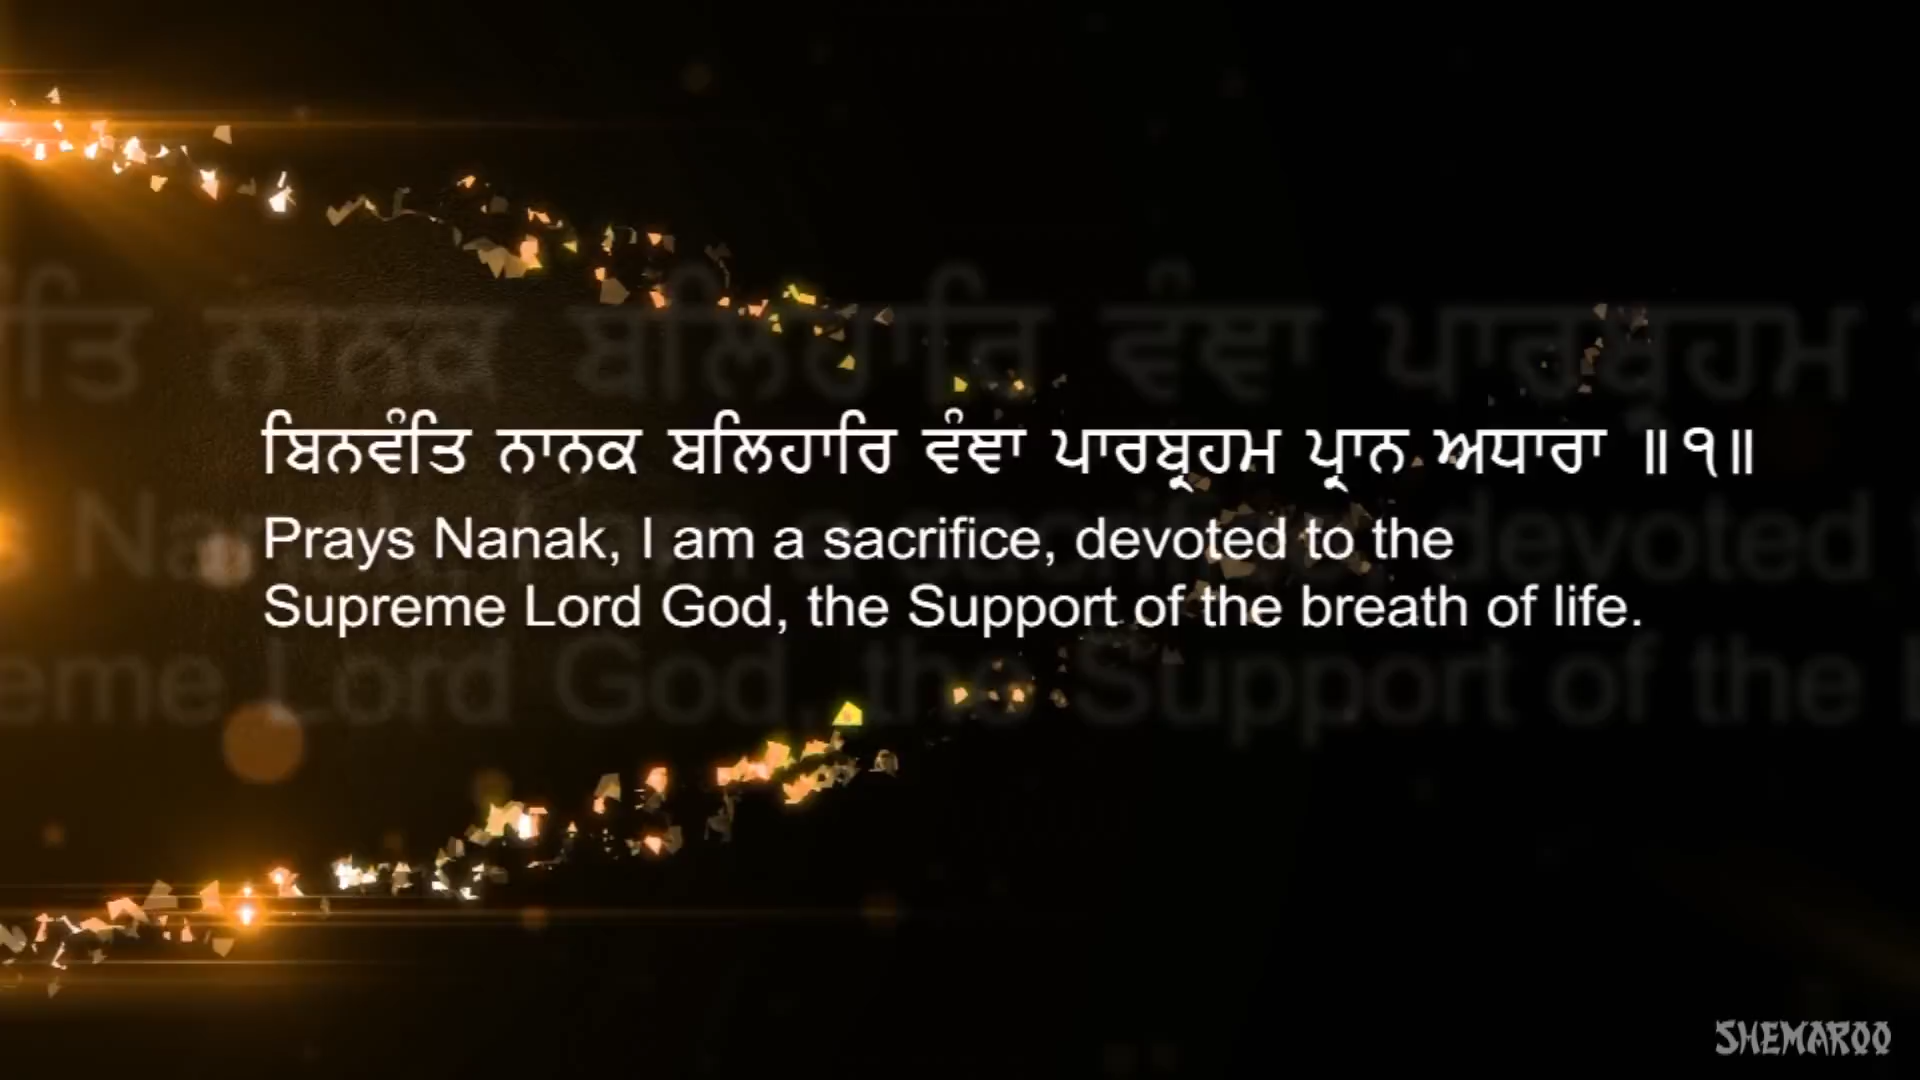 ਬਿਨਵੰਤਿ ਨਾਨਕ ਬਲਿਹਾਰਿ ਵੰਞਾ ਪਾਰਬ੍ਰਹਮ ਪ੍ਰਾਨ ਅਧਾਰਾ ॥੧॥
Prays Nanak, I am a sacrifice, devoted to the
Supreme Lord God, the Support of the breath of life.
SHEMAROO